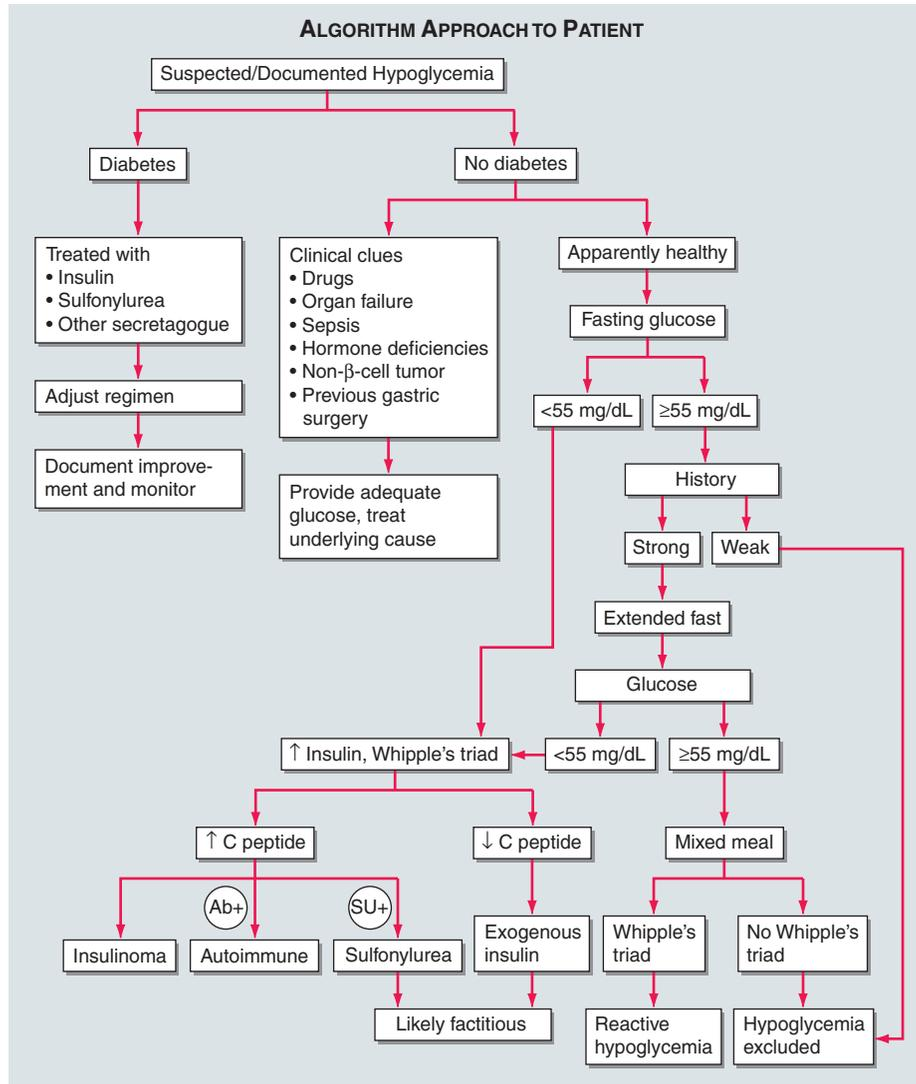 ALGORITHM APPROACH TO PATIENT
Suspected/Documented Hypoglycemia
Diabetes
No diabetes
Treated with
• Insulin
• Sulfonylurea
• Other secretagogue
Adjust regimen
Document improve-
ment and monitor
Clinical clues
• Drugs
• Organ failure
• Sepsis
• Hormone deficiencies
• Non-β-cell tumor
• Previous gastric
surgery
Provide adequate
glucose, treat
underlying cause
Apparently healthy
Fasting glucose
<55 mg/dL
≥55 mg/dL
History
Strong
Weak
Extended fast
Glucose
↑ Insulin, Whipple's triad
<55 mg/dL
≥55 mg/dL
↑ C peptide
↓ C peptide
Mixed meal
Ab+
SU+
Insulinoma
Autoimmune
Sulfonylurea
Exogenous
insulin
Whipple's
triad
No Whipple's
triad
Likely factitious
Reactive
hypoglycemia
Hypoglycemia
excluded